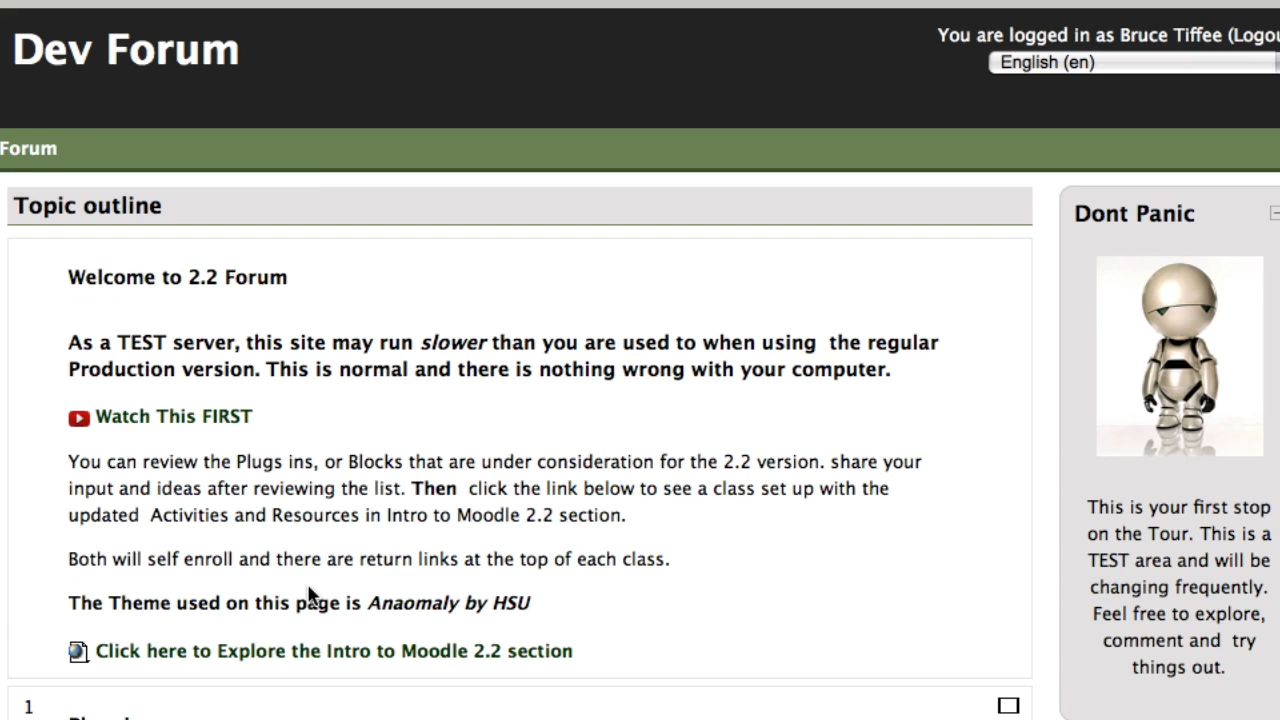 Dev Forum
You are logged in as Bruce Tiffee (Logou
English (en)
Forum
Topic outline
Welcome to 2.2 Forum
As a TEST server, this site may run slower than you are used to when using the regular
Production version. This is normal and there is nothing wrong with your computer.
Watch This FIRST
You can review the Plugs ins, or Blocks that are under consideration for the 2.2 version. share your
input and ideas after reviewing the list. Then click the link below to see a class set up with the
updated Activities and Resources in Intro to Moodle 2.2 section.
Both will self enroll and there are return links at the top of each class.
The Theme used on this page is Anaomaly by HSU
Click here to Explore the Intro to Moodle 2.2 section
1
Dont Panic
This is your first stop
on the Tour. This is a
TEST area and will be
changing frequently.
Feel free to explore,
comment and try
things out.